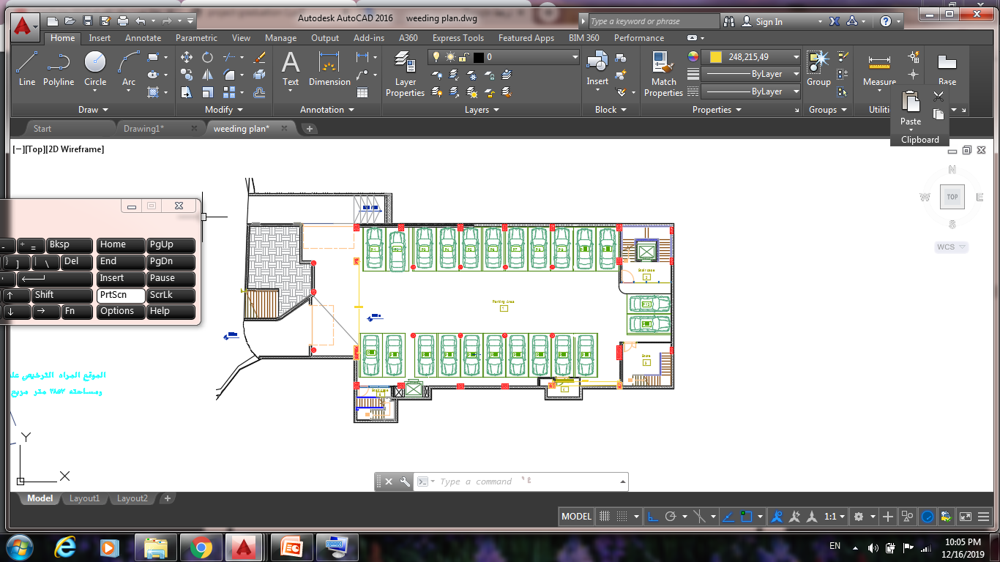 Autodesk AutoCAD 2016 weeding plan.dwg
Type a keyword or phrase
Sign In
Home Insert Annotate Parametric View Manage Output Add-ins A360 Express Tools Featured Apps BIM 360 Performance
Line Polyline Circle Arc
Text Dimension
Layer Properties
0
Insert
Match Properties
248,215,49
ByLayer
ByLayer
Group
Measure
Base
Draw Modify Annotation Layers Block Properties Groups Utiliti
Paste
Clipboard
Start Drawing1* weeding plan*
[−][Top][2D Wireframe]
N
W TOP E
S
WCS
Bksp Home PgUp
Del End PgDn
Insert Pause
Shift PrtScn ScrLk
Fn Options Help
Parking Area
Staircase
Store
Staircase
الموقع المراد الترخيص
ومساحته ٢٨٥٣ متر مربع
Y
X
Type a command
Model Layout1 Layout2
MODEL
1:1
EN
10:05 PM
12/16/2019